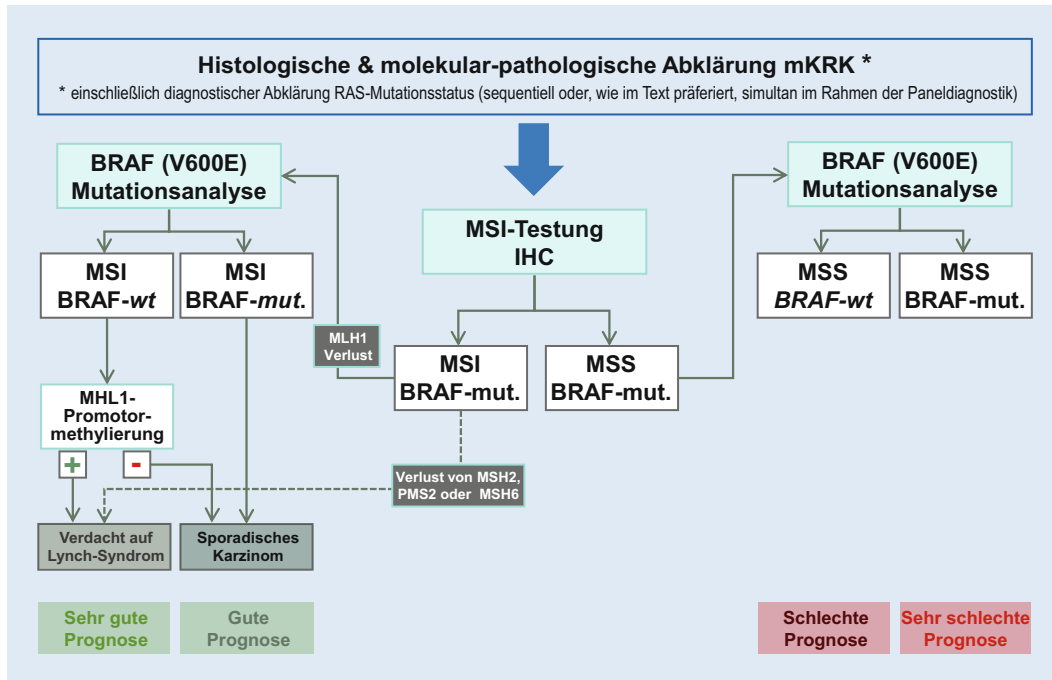 Histologische & molekular-pathologische Abklärung mKRK *
* einschließlich diagnostischer Abklärung RAS-Mutationsstatus (sequentiell oder, wie im Text präferiert, simultan im Rahmen der Paneldiagnostik)
BRAF (V600E)
Mutationsanalyse
BRAF (V600E)
Mutationsanalyse
MSI-Testung
IHC
MSI
BRAF-wt
MSI
BRAF-mut.
MSS
BRAF-wt
MSS
BRAF-mut.
MLH1
Verlust
MSI
BRAF-mut.
MSS
BRAF-mut.
MHL1-
Promotor-
methylierung
+
-
Verlust von MSH2,
PMS2 oder MSH6
Verdacht auf
Lynch-Syndrom
Sporadisches
Karzinom
Sehr gute
Prognose
Gute
Prognose
Schlechte
Prognose
Sehr schlechte
Prognose